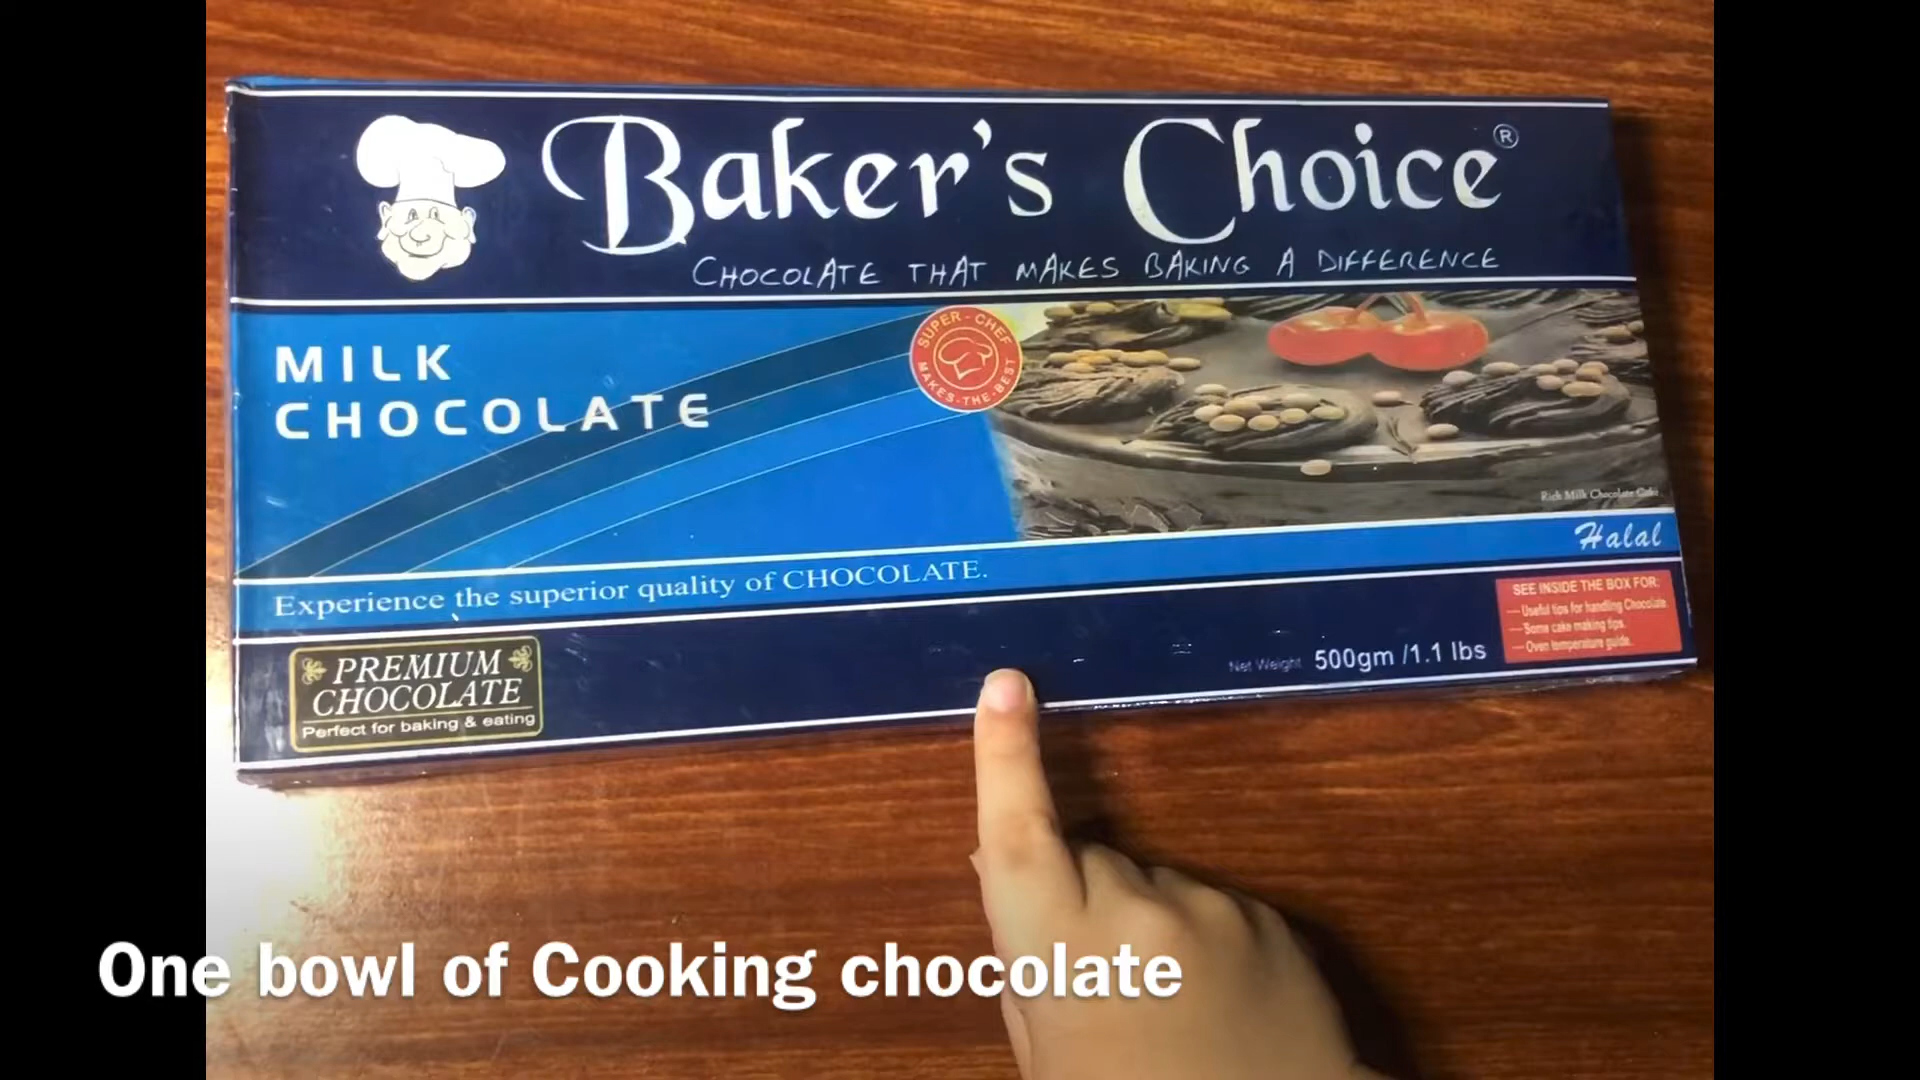 Baker's Choice®
CHOCOLATE THAT MAKES BAKING A DIFFERENCE
MILK
CHOCOLATE
SUPER-CHEF
MAKES-THE-BEST
Rich Milk Chocolate Cake
Halal
Experience the superior quality of CHOCOLATE.
SEE INSIDE THE BOX FOR:
— Useful tips for handling Chocolate.
— Some cake making tips.
— Oven temperature guide.
Net Weight 500gm /1.1 lbs
PREMIUM
CHOCOLATE
Perfect for baking & eating
One bowl of Cooking chocolate